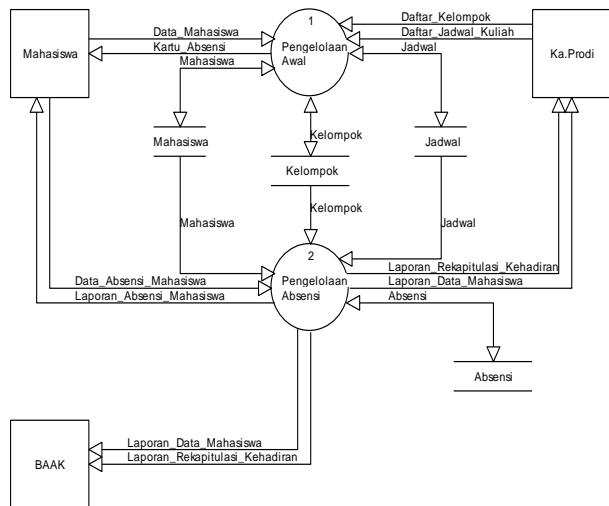 1
Daftar_Kelompok
Data_Mahasiswa
Daftar_Jadwal_Kuliah
Kartu_Absensi
Pengelolaan
Jadwal
Mahasiswa
Awal
Ka.Prodi
Mahasiswa
Kelompok
Mahasiswa
Jadwal
Kelompok
Kelompok
Mahasiswa
Jadwal
2
Laporan_Rekapitulasi_Kehadiran
Data_Absensi_Mahasiswa
Pengelolaan
Laporan_Data_Mahasiswa
Laporan_Absensi_Mahasiswa
Absensi
Absensi
Absensi
Laporan_Data_Mahasiswa
Laporan_Rekapitulasi_Kehadiran
BAAK